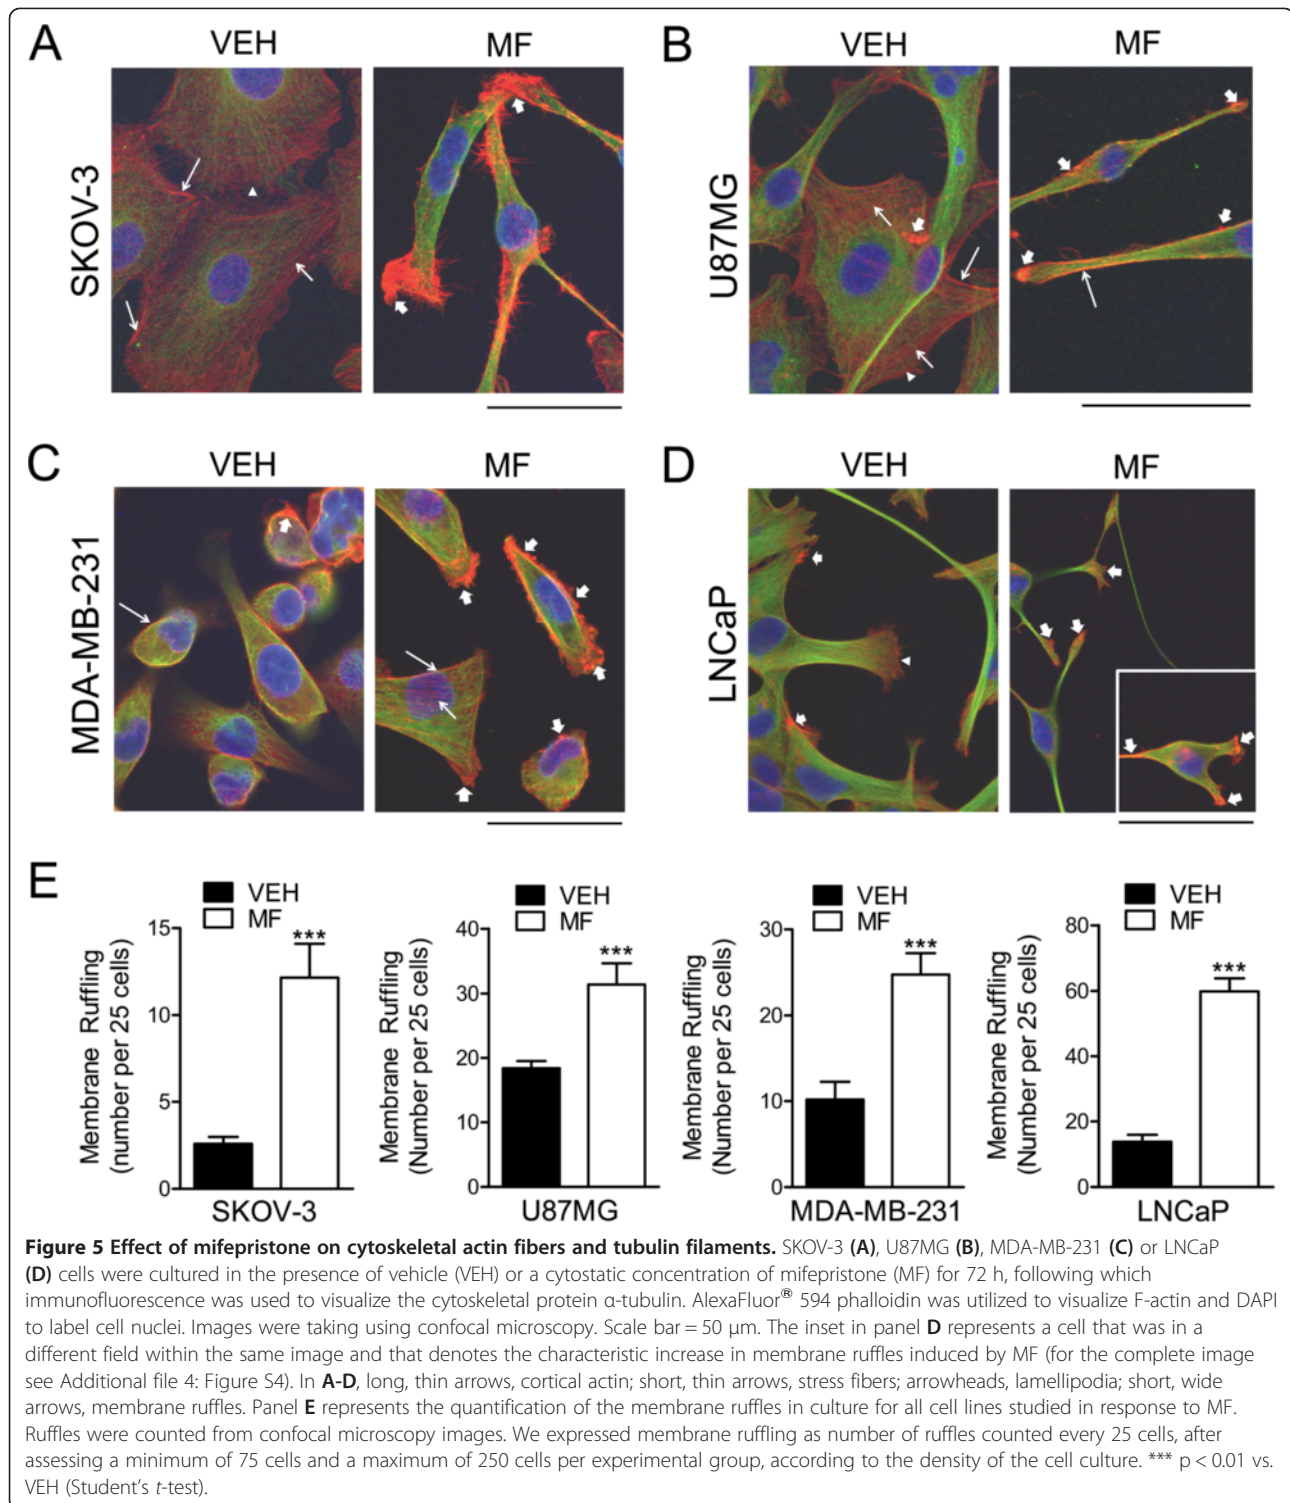 A
VEH
MF
SKOV-3
B
VEH
MF
U87MG
C
VEH
MF
MDA-MB-231
D
VEH
MF
LNCaP
E
VEH
MF
Membrane Ruffling
(number per 25 cells)
15
10
5
0
***
SKOV-3
VEH
MF
Membrane Ruffling
(Number per 25 cells)
40
30
20
10
0
***
U87MG
VEH
MF
Membrane Ruffling
(Number per 25 cells)
30
20
10
0
***
MDA-MB-231
VEH
MF
Membrane Ruffling
(Number per 25 cells)
80
60
40
20
0
***
LNCaP
Figure 5 Effect of mifepristone on cytoskeletal actin fibers and tubulin filaments. SKOV-3 (A), U87MG (B), MDA-MB-231 (C) or LNCaP
(D) cells were cultured in the presence of vehicle (VEH) or a cytostatic concentration of mifepristone (MF) for 72 h, following which
immunofluorescence was used to visualize the cytoskeletal protein α-tubulin. AlexaFluor® 594 phalloidin was utilized to visualize F-actin and DAPI
to label cell nuclei. Images were taking using confocal microscopy. Scale bar = 50 μm. The inset in panel D represents a cell that was in a
different field within the same image and that denotes the characteristic increase in membrane ruffles induced by MF (for the complete image
see Additional file 4: Figure S4). In A-D, long, thin arrows, cortical actin; short, thin arrows, stress fibers; arrowheads, lamellipodia; short, wide
arrows, membrane ruffles. Panel E represents the quantification of the membrane ruffles in culture for all cell lines studied in response to MF.
Ruffles were counted from confocal microscopy images. We expressed membrane ruffling as number of ruffles counted every 25 cells, after
assessing a minimum of 75 cells and a maximum of 250 cells per experimental group, according to the density of the cell culture. *** p < 0.01 vs.
VEH (Student's t-test).